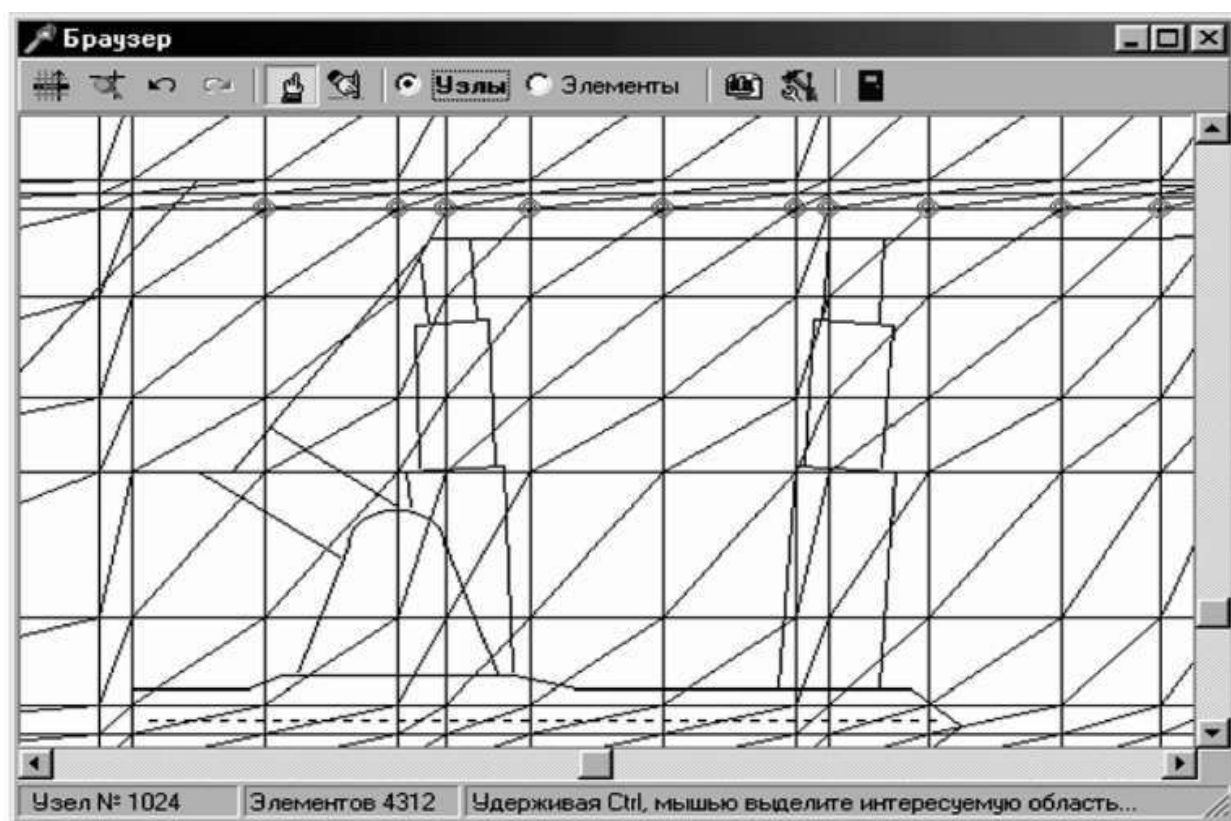 Браузер
Узлы Элементы
Узел № 1024 Элементов 4312 Удерживая Ctrl, мышью выделите интересуемую область...